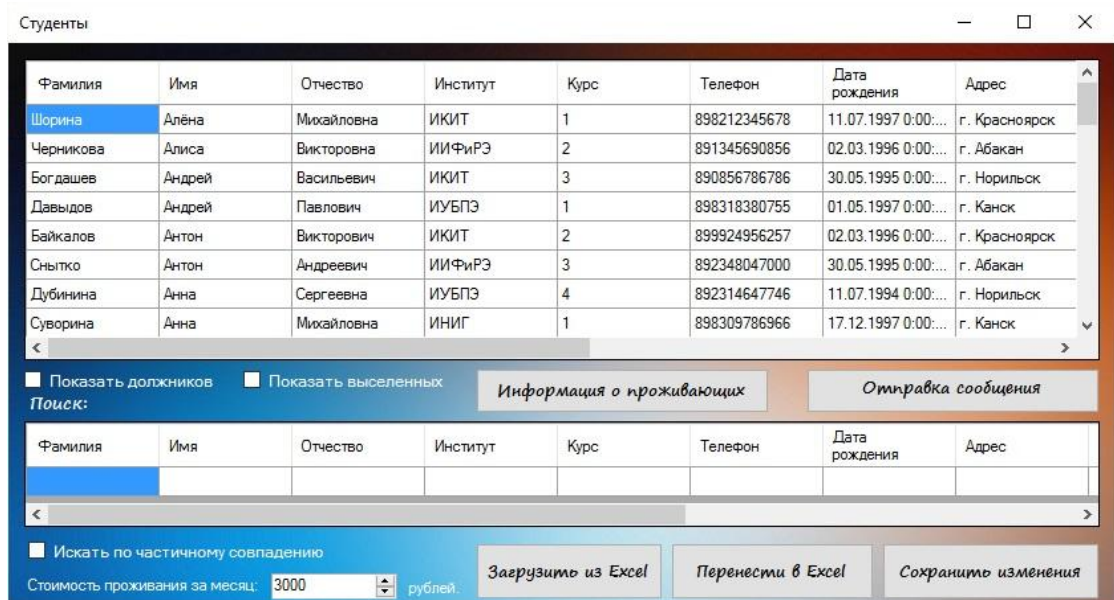 Студенты
Фамилия Имя Отчество Институт Курс Телефон Дата рождения Адрес
Шорина Алёна Михайловна ИКИТ 1 898212345678 11.07.1997 0:00:... г. Красноярск
Черникова Алиса Викторовна ИИФиРЭ 2 891345690856 02.03.1996 0:00:... г. Абакан
Богдашев Андрей Васильевич ИКИТ 3 890856786786 30.05.1995 0:00:... г. Норильск
Давыдов Андрей Павлович ИУБПЭ 1 898318380755 01.05.1997 0:00:... г. Канск
Байкалов Антон Викторович ИКИТ 2 899924956257 02.03.1996 0:00:... г. Красноярск
Снытко Антон Андреевич ИИФиРЭ 3 892348047000 30.05.1995 0:00:... г. Абакан
Дубинина Анна Сергеевна ИУБПЭ 4 892314647746 11.07.1994 0:00:... г. Норильск
Суворина Анна Михайловна ИНИГ 1 898309786966 17.12.1997 0:00:... г. Канск
Показать должников Показать выселенных Информация о проживающих Отправка сообщения
Поиск:
Фамилия Имя Отчество Институт Курс Телефон Дата рождения Адрес
Искать по частичному совпадению
Загрузить из Excel Перенести в Excel Сохранить изменения
Стоимость проживания за месяц: 3000 рублей.